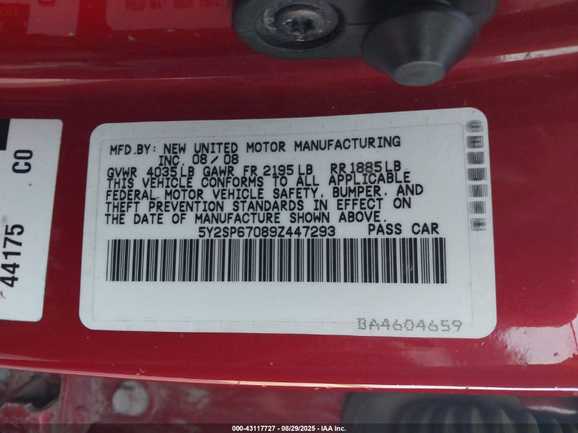 MFD.BY: NEW UNITED MOTOR MANUFACTURING
INC. 08/08
GVWR 4035LB GAWR FR 2195LB RR 1885LB
THIS VEHICLE CONFORMS TO ALL APPLICABLE
FEDERAL MOTOR VEHICLE SAFETY, BUMPER, AND
THEFT PREVENTION STANDARDS IN EFFECT ON
THE DATE OF MANUFACTURE SHOWN ABOVE.
5Y2SP67089Z447293 PASS CAR
BA4604659
44175 CO
000-43117727 - 08/29/2025 - IAA Inc.